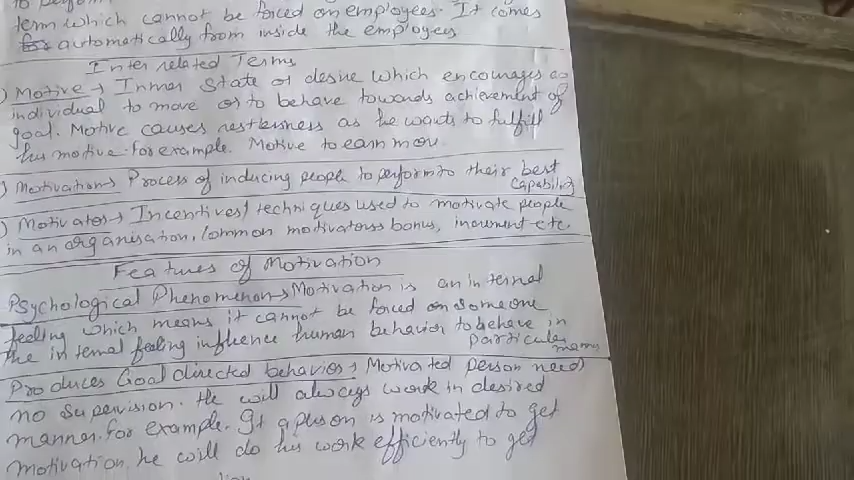 to perform
term which cannot be forced on employees. It comes
automatically from inside the employees
Inter related Terms
) Motive → Inner State of desire which encourages an
individual to move or to behave towards achievement of
goal. Motive causes restlessness as he wants to fulfill
his motive. for example. Motive to earn mon
) Motivation → Process of inducing people to perform to their best
capability
) Motivator → Incentives/ techniques used to motivate people
in an organisation. Common motivators bonus, increment etc.
Features of Motivation
Psychological Phenomenon → Motivation is an internal
feeling which means it cannot be forced on someone
the internal feeling influence human behavior to behave in
particular
Produces Goal directed behavior → Motivated person need
no supervision. He will always work in desired
manner. for example. If a person is motivated to get
motivation he will do his work efficiently to get